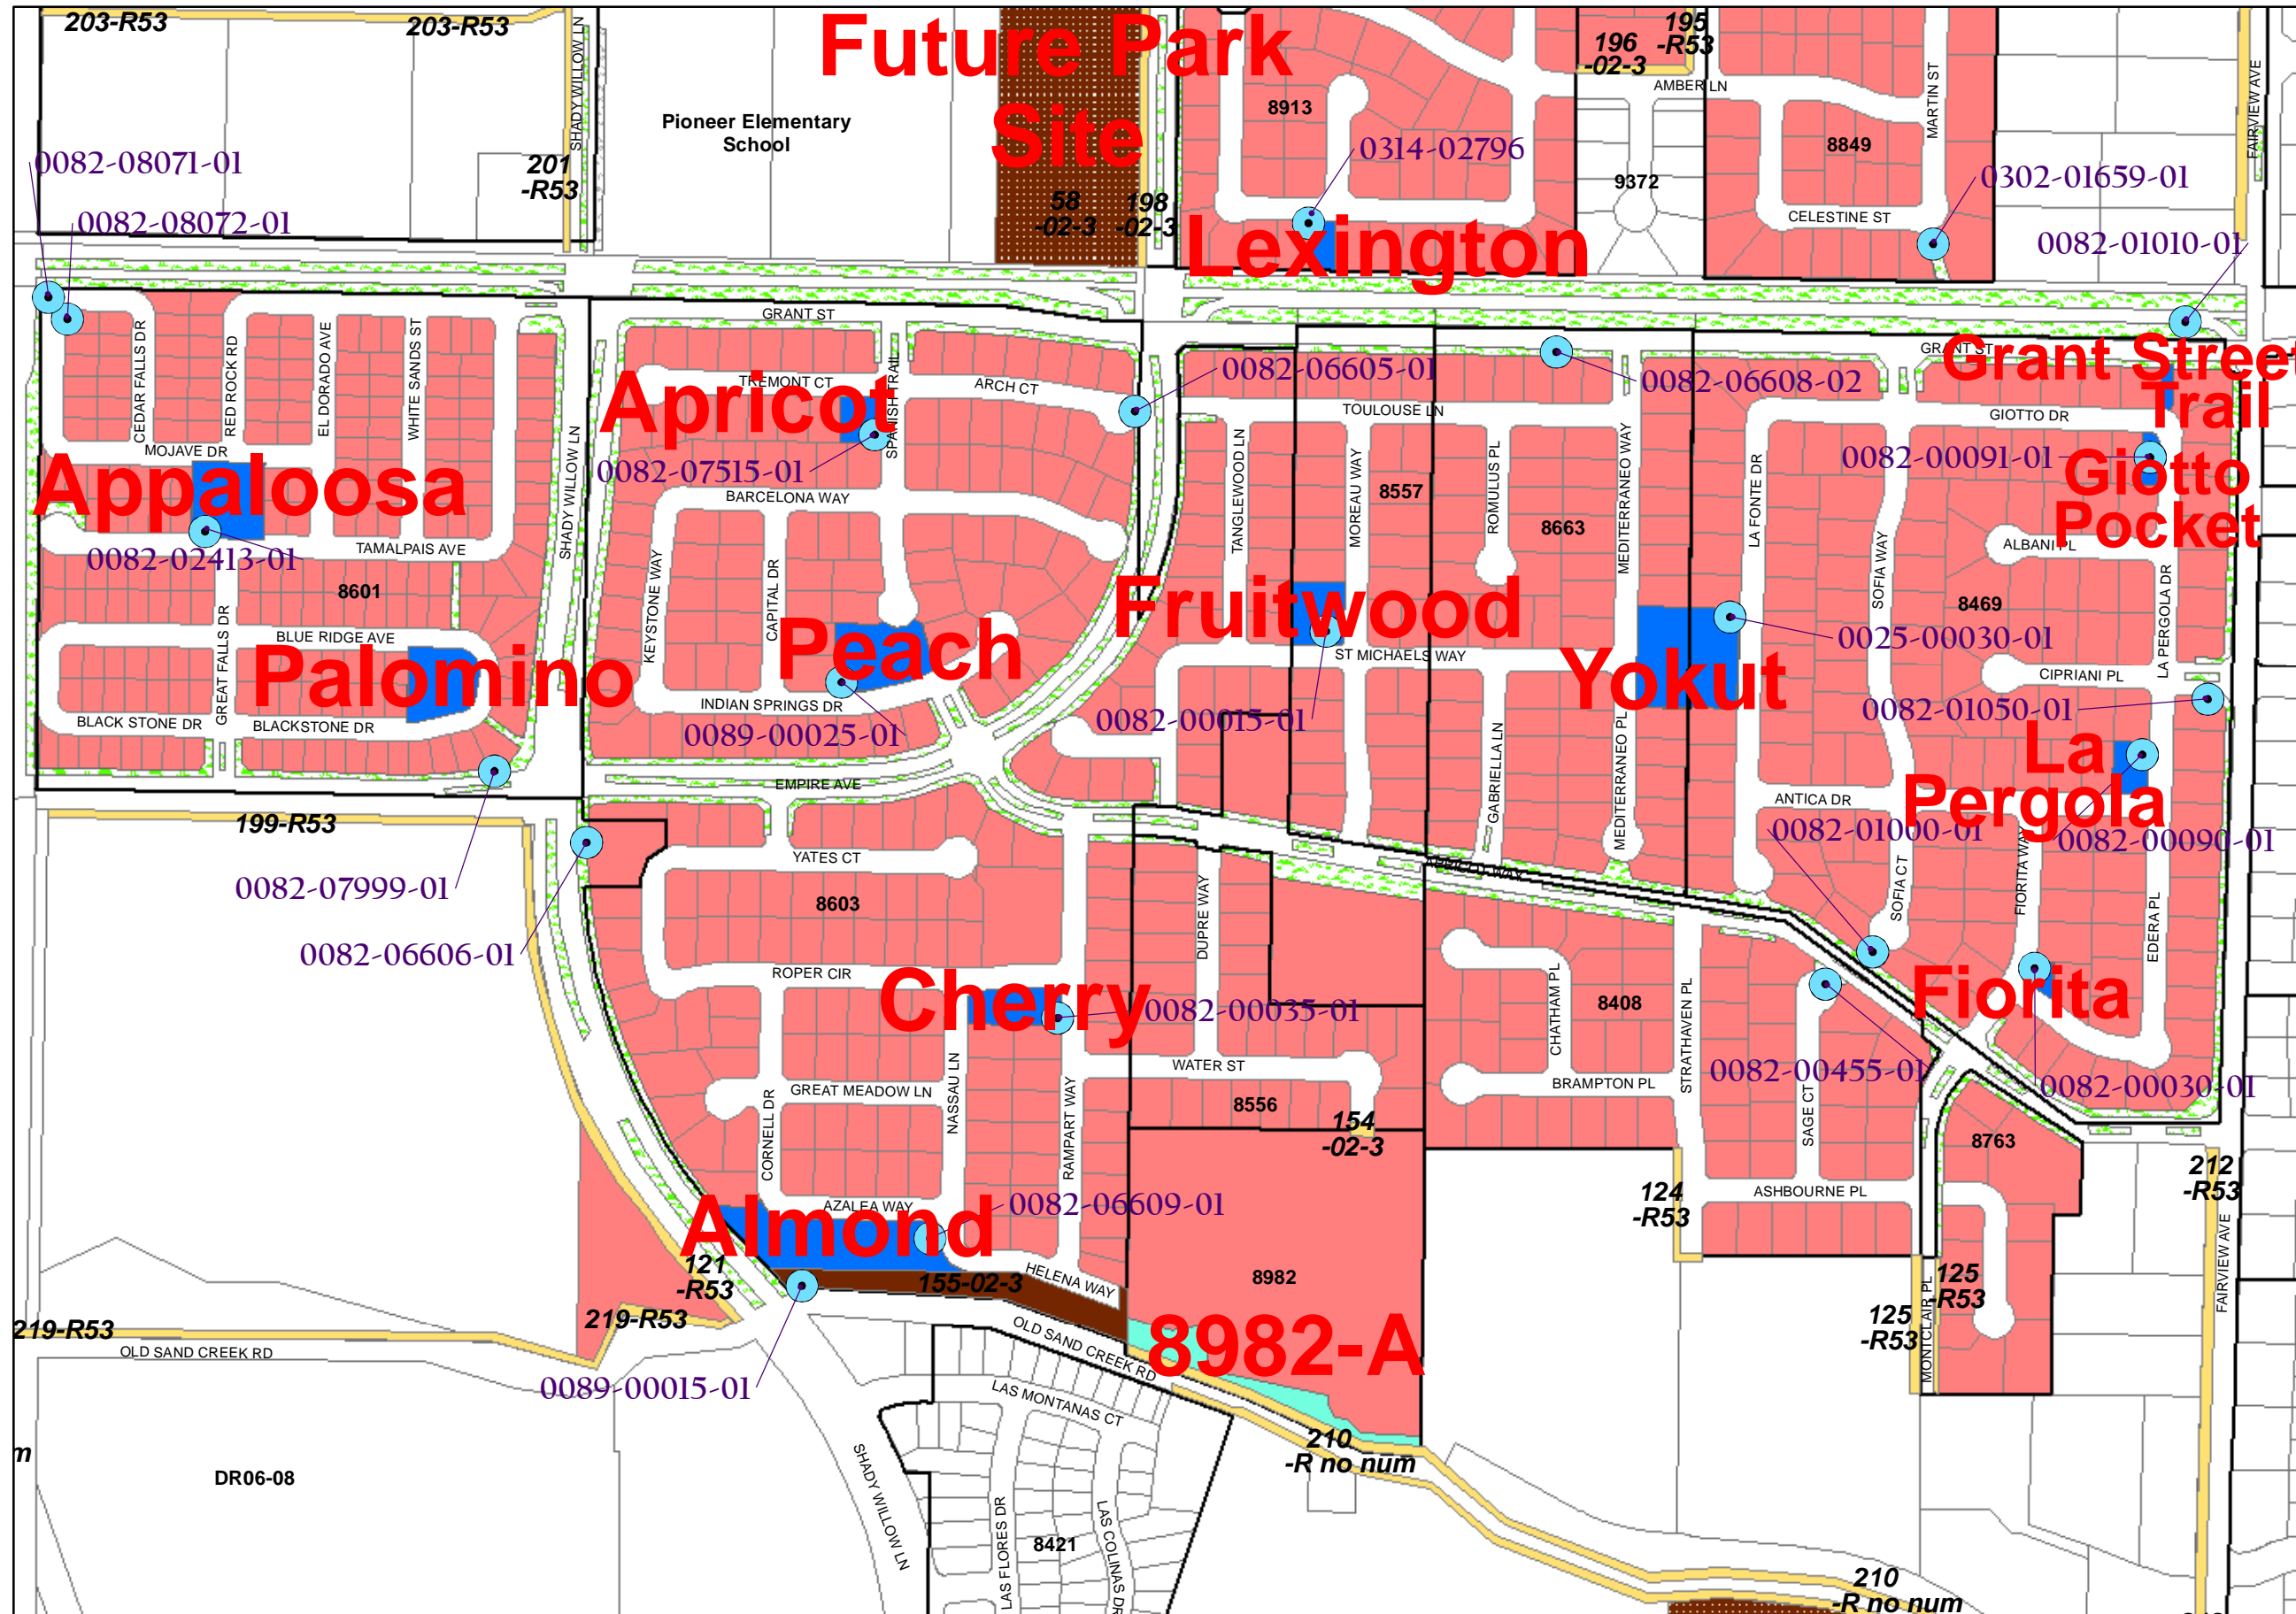 203-R53
203-R53
SHADY WILLOW LN
Future Park
Site
Pioneer Elementary
School
201
-R53
58
-02-3
198
-02-3
8913
0314-02796
196
-02-3
195
-R53
AMBER LN
9372
8849
MARTIN ST
CELESTINE ST
0302-01659-01
0082-01010-01
FAIRVIEW AVE
0082-08071-01
0082-08072-01
Lexington
GRANT ST
GRANT ST
Grant Street
Trail
CEDAR FALLS DR
RED ROCK RD
EL DORADO AVE
WHITE SANDS ST
MOJAVE DR
Appaloosa
0082-02413-01
TAMALPAIS AVE
8601
SHADY WILLOW LN
TREMONT CT
Apricot
SPANISH TRAIL
ARCH CT
0082-07515-01
BARCELONA WAY
0082-06605-01
0082-06608-02
TOULOUSE LN
TANGLEWOOD LN
MOREAU WAY
8557
ROMULUS PL
8663
MEDITERRANEO WAY
LA FONTE DR
SOFIA WAY
GIOTTO DR
0082-00091-01
Giotto
Pocket
ALBANI PL
8469
LA PERGOLA DR
GREAT FALLS DR
BLUE RIDGE AVE
Palomino
BLACK STONE DR
BLACKSTONE DR
KEYSTONE WAY
CAPITAL DR
Peach
INDIAN SPRINGS DR
0089-00025-01
EMPIRE AVE
Fruitwood
ST MICHAELS WAY
0082-00015-01
Yokut
0025-00030-01
CIPRIANI PL
0082-01050-01
La
Pergola
0082-00090-01
GABRIELLA LN
MEDITERRANEO PL
ANTICA DR
0082-01000-01
SOFIA CT
FIORITA WAY
EDERA PL
199-R53
0082-07999-01
0082-06606-01
YATES CT
8603
ROPER CIR
Cherry
0082-00035-01
DUPRE WAY
WATER ST
8556
154
-02-3
CHATHAM PL
8408
STRATHAVEN PL
BRAMPTON PL
0082-00455-01
SAGE CT
Fiorita
0082-00030-01
8763
GREAT MEADOW LN
CORNELL DR
NASSAU LN
RAMPART WAY
AZALEA WAY
Almond
0082-06609-01
124
-R53
ASHBOURNE PL
212
-R53
FAIRVIEW AVE
121
-R53
155-02-3
HELENA WAY
8982
125
-R53
125
-R53
MONTCLAIR PL
219-R53
219-R53
OLD SAND CREEK RD
OLD SAND CREEK RD
8982-A
0089-00015-01
LAS MONTANAS CT
210
-R no num
m
DR06-08
SHADY WILLOW LN
LAS FLORES DR
8421
LAS COLINAS DR
210
-R no num